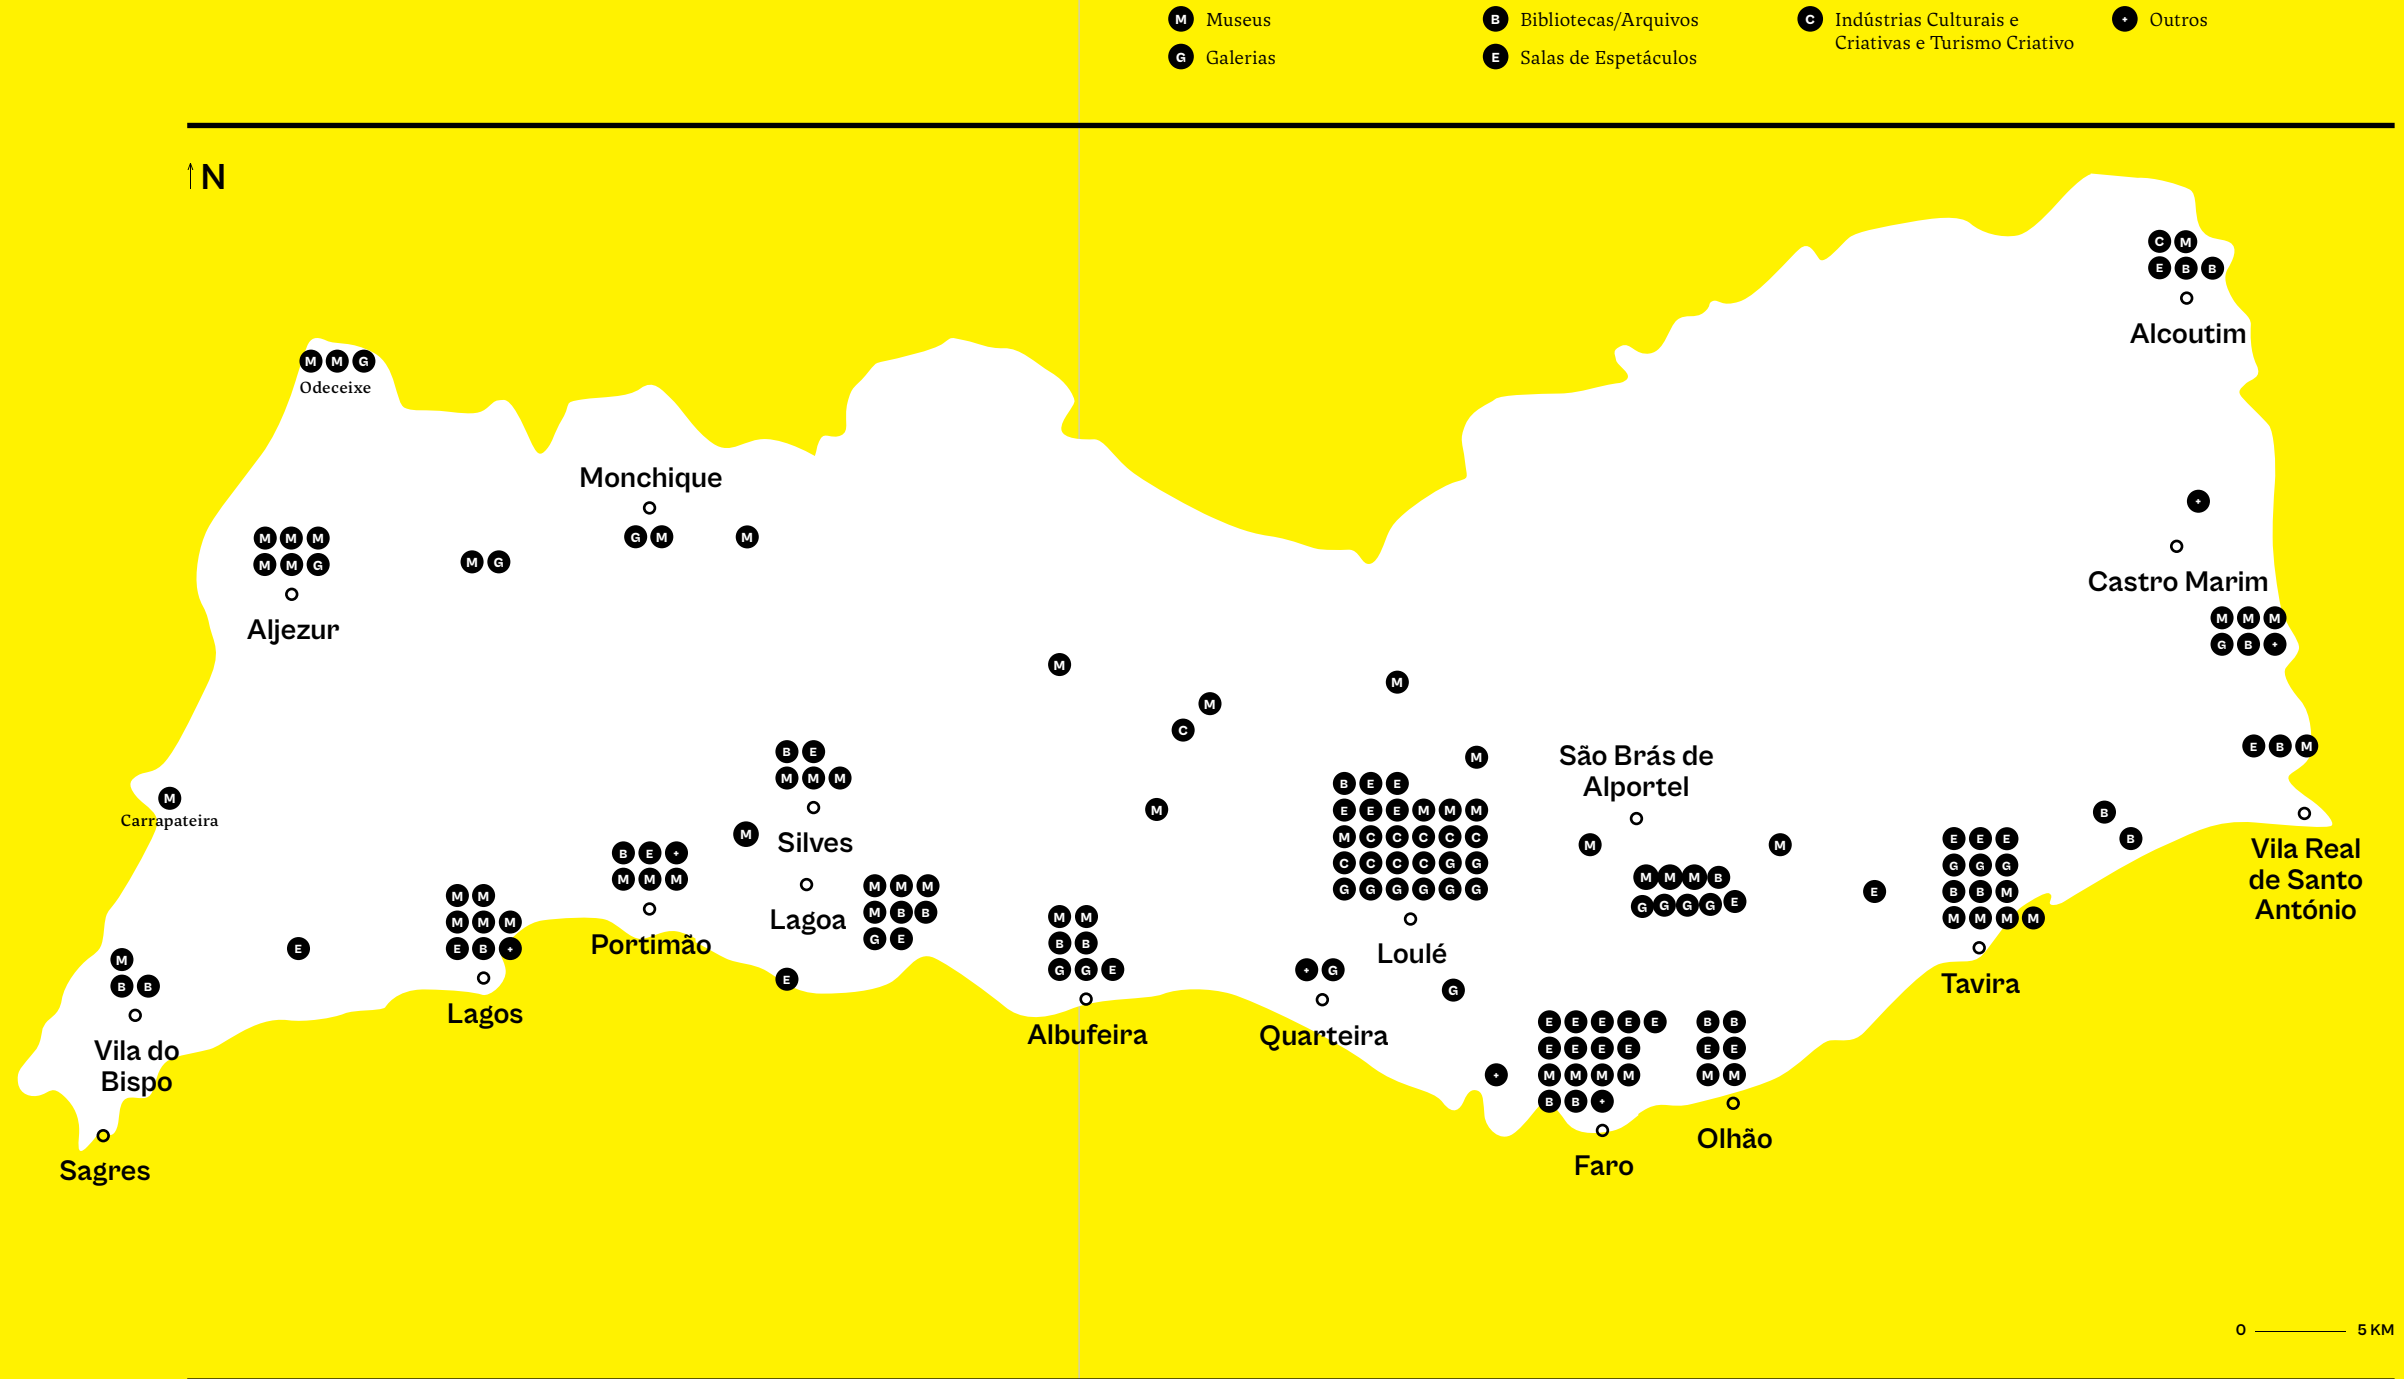 M Museus
G Galerias
B Bibliotecas/Arquivos
E Salas de Espetáculos
C Indústrias Culturais e
Criativas e Turismo Criativo
+ Outros
N
C M
E B B
Alcoutim
M M G
Odeceixe
Monchique
G M
M
M M M
M M G
Aljezur
M G
+
Castro Marim
M M M
G B +
M
M
M
C
M
E B M
Vila Real
de Santo
António
B
B
M
Carrapateira
B E
M M M
Silves
M
M
B E E
E E E M M M
M C C C C C
C C C C G G
G G G G G G
Loulé
São Brás de
Alportel
M
M
M M M B
G G G G E
E
E E E
G G G
B B M
M M M M
Tavira
B E +
M M M
Portimão
Lagoa
M M M
M B B
G E
E
M M
M M M
E B +
Lagos
E
M
B B
Vila do
Bispo
Sagres
M M
B B
G G E
Albufeira
+ G
Quarteira
G
+
E E E E E
E E E E
M M M M
B B +
Faro
B B
E E
M M
Olhão
0 5 KM